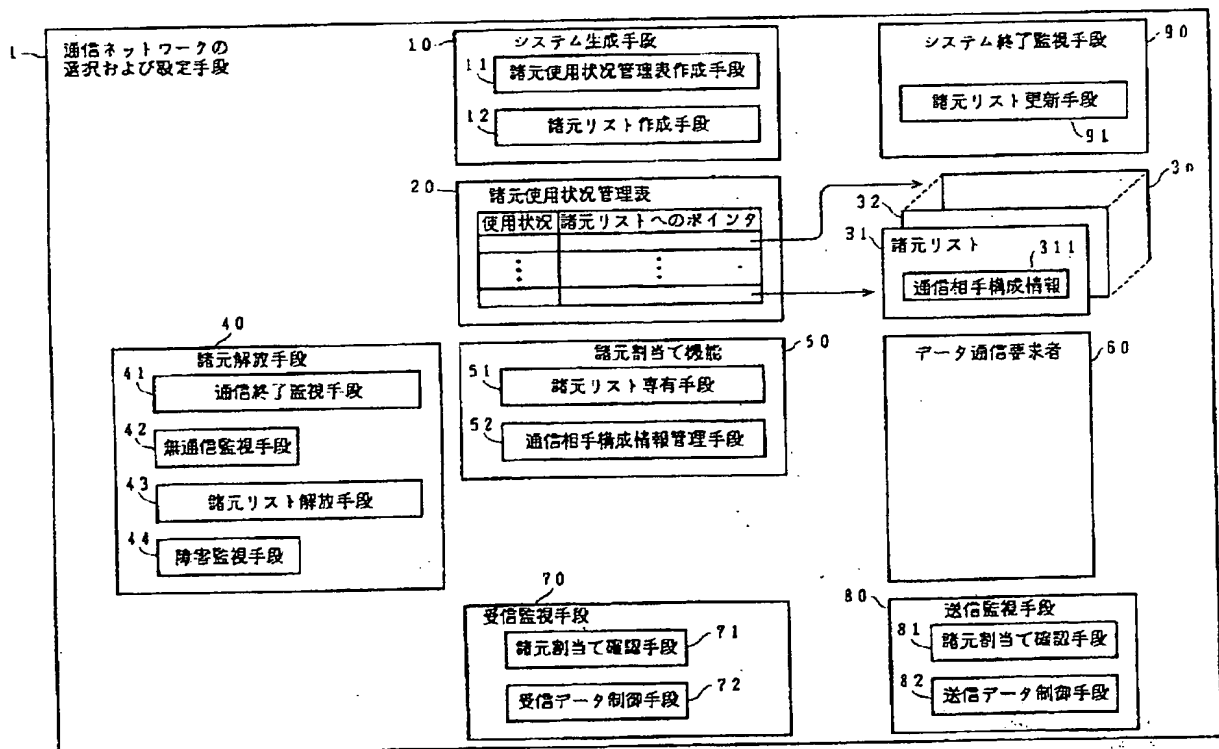 1
通信ネットワークの
選択および設定手段
10
システム生成手段
11
諸元使用状況管理表作成手段
12
諸元リスト作成手段
90
システム終了監視手段
諸元リスト更新手段
91
20
諸元使用状況管理表
使用状況 諸元リストへのポインタ
3n
32
31
諸元リスト
311
通信相手構成情報
40
諸元解放手段
41
通信終了監視手段
42
無通信監視手段
43
諸元リスト解放手段
44
障害監視手段
50
諸元割当て機能
51
諸元リスト専有手段
52
通信相手構成情報管理手段
60
データ通信要求者
70
受信監視手段
71
諸元割当て確認手段
72
受信データ制御手段
80
送信監視手段
81
諸元割当て確認手段
82
送信データ制御手段